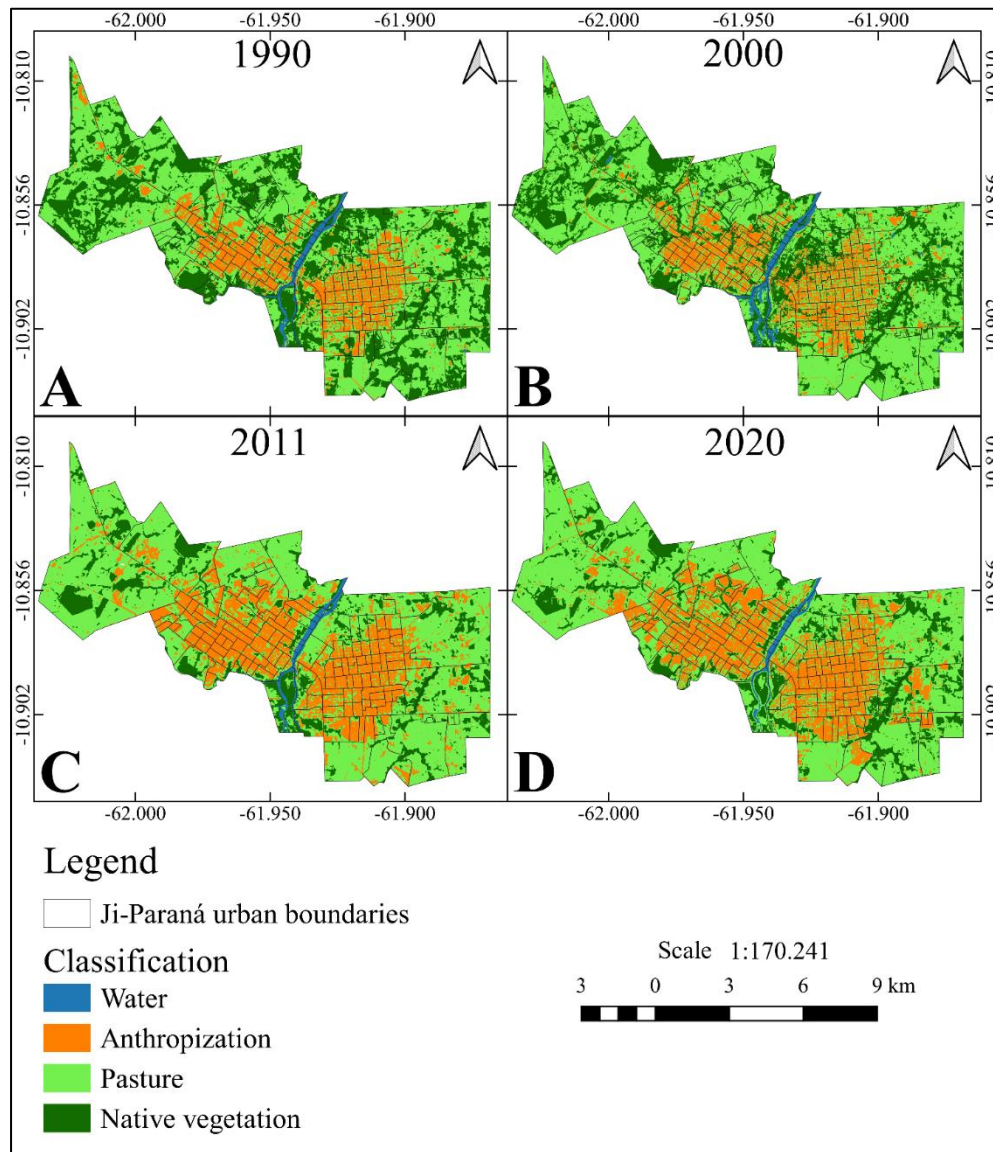 -62.000 -61.950 -61.900 -62.000 -61.950 -61.900
1990 2000
-10.810 -10.810
-10.856 -10.856
-10.902 -10.902
A B
2011 2020
-10.810 -10.810
-10.856 -10.856
-10.902 -10.902
C D
-62.000 -61.950 -61.900 -62.000 -61.950 -61.900
Legend
Ji-Paraná urban boundaries
Classification
Water
Anthropization
Pasture
Native vegetation
Scale 1:170.241
3 0 3 6 9 km